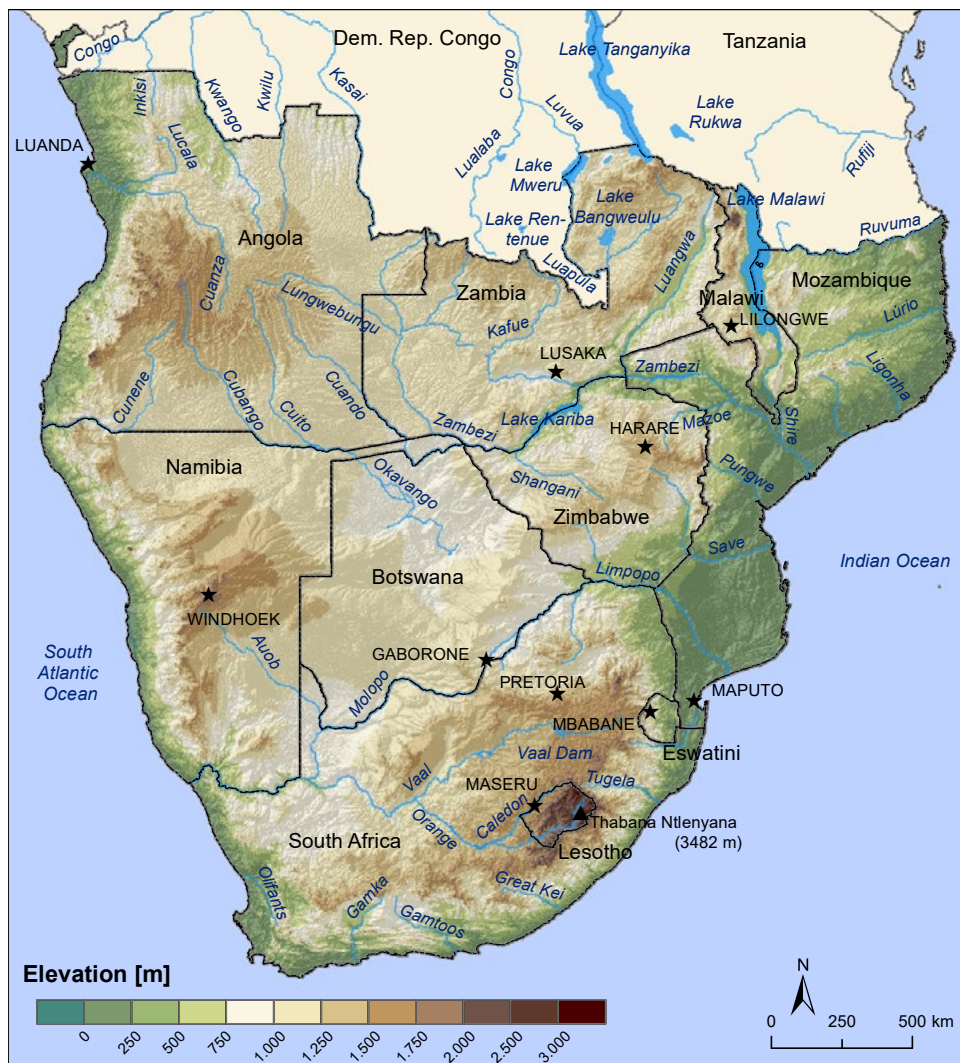 Dem. Rep. Congo
Tanzania
Congo
Lake Tanganyika
Inkisi
Kwango
Kwilu
Kasai
Congo
Luvua
Lake
Rukwa
LUANDA
Lucala
Lualaba
Lake
Mweru
Rufiji
Lake
Bangweulu
Lake Malawi
Lake Ren-
tenue
Ruvuma
Angola
Luapula
Luangwa
Mozambique
Cuanza
Lungwebungu
Zambia
Malawi
Kafue
LILONGWE
Lúrio
LUSAKA
Zambezi
Ligonha
Cunene
Cubango
Cuito
Cuando
Zambezi
Lake Kariba
HARARE
Mazoe
Shire
Namibia
Okavango
Shangani
Pungwe
Zimbabwe
Save
Indian Ocean
Botswana
Limpopo
WINDHOEK
South
Atlantic
Ocean
Auob
GABORONE
Molopo
PRETORIA
MAPUTO
MBABANE
Eswatini
Vaal
Vaal Dam
MASERU
Tugela
Caledon
Orange
Thabana Ntlenyana
(3482 m)
South Africa
Lesotho
Olifants
Gamka
Great Kei
Gamtoos
Elevation [m]
0
250
500
750
1.000
1.250
1.500
1.750
2.000
2.500
3.000
N
0
250
500 km